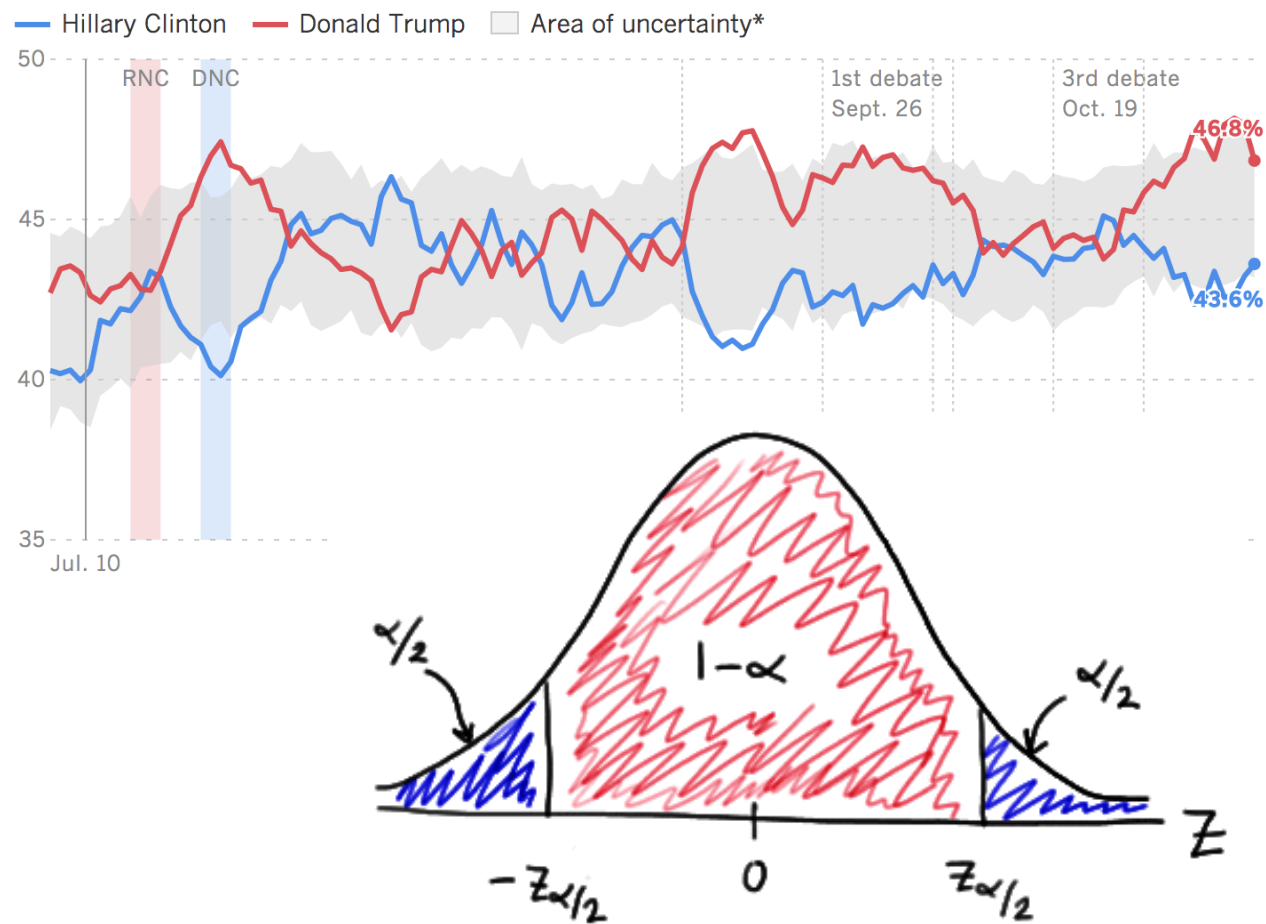 Hillary Clinton Donald Trump Area of uncertainty*
50
RNC DNC 1st debate 3rd debate
Sept. 26 Oct. 19
46.8%
45
43.6%
40
35
Jul. 10
α/2
1-α
α/2
Z
-Zα/2 0 Zα/2